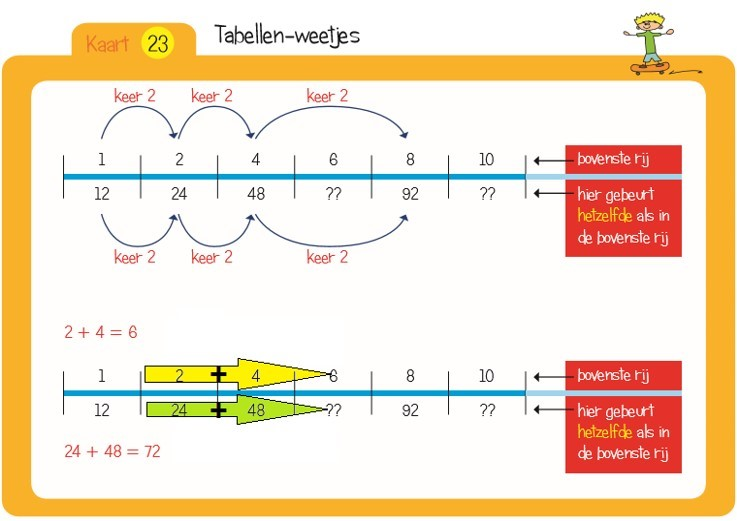 Kaart 23
Tabellen-weetjes
keer 2 keer 2 keer 2
1 2 4 6 8 10
bovenste rij
12 24 48 ?? 92 ??
hier gebeurt
hetzelfde als in
de bovenste rij
keer 2 keer 2 keer 2
2 + 4 = 6
1 2 + 4 6 8 10
bovenste rij
12 24 + 48 ?? 92 ??
hier gebeurt
hetzelfde als in
de bovenste rij
24 + 48 = 72